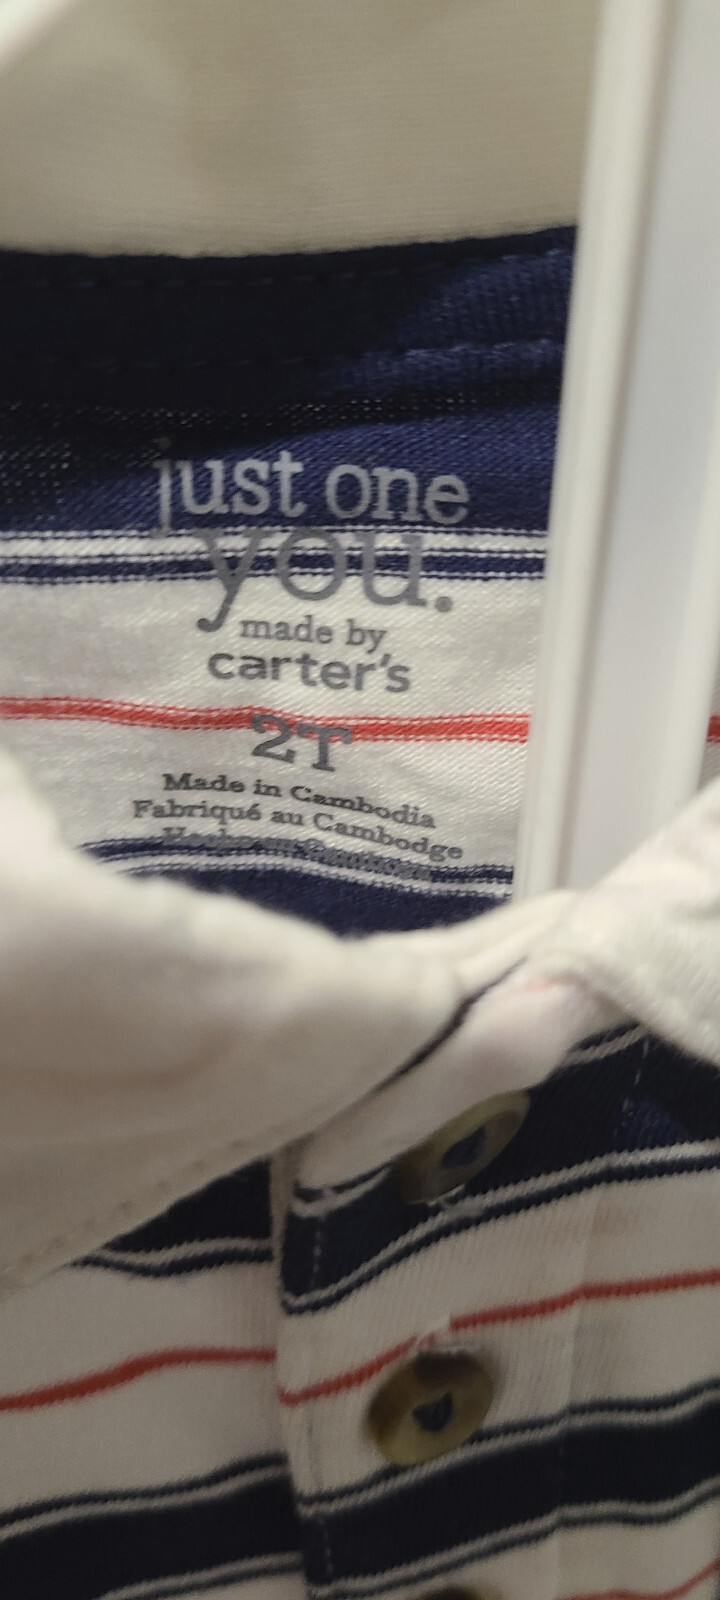 just one
you.
made by
carter's
2T
Made in Cambodia
Fabriqué au Cambodge